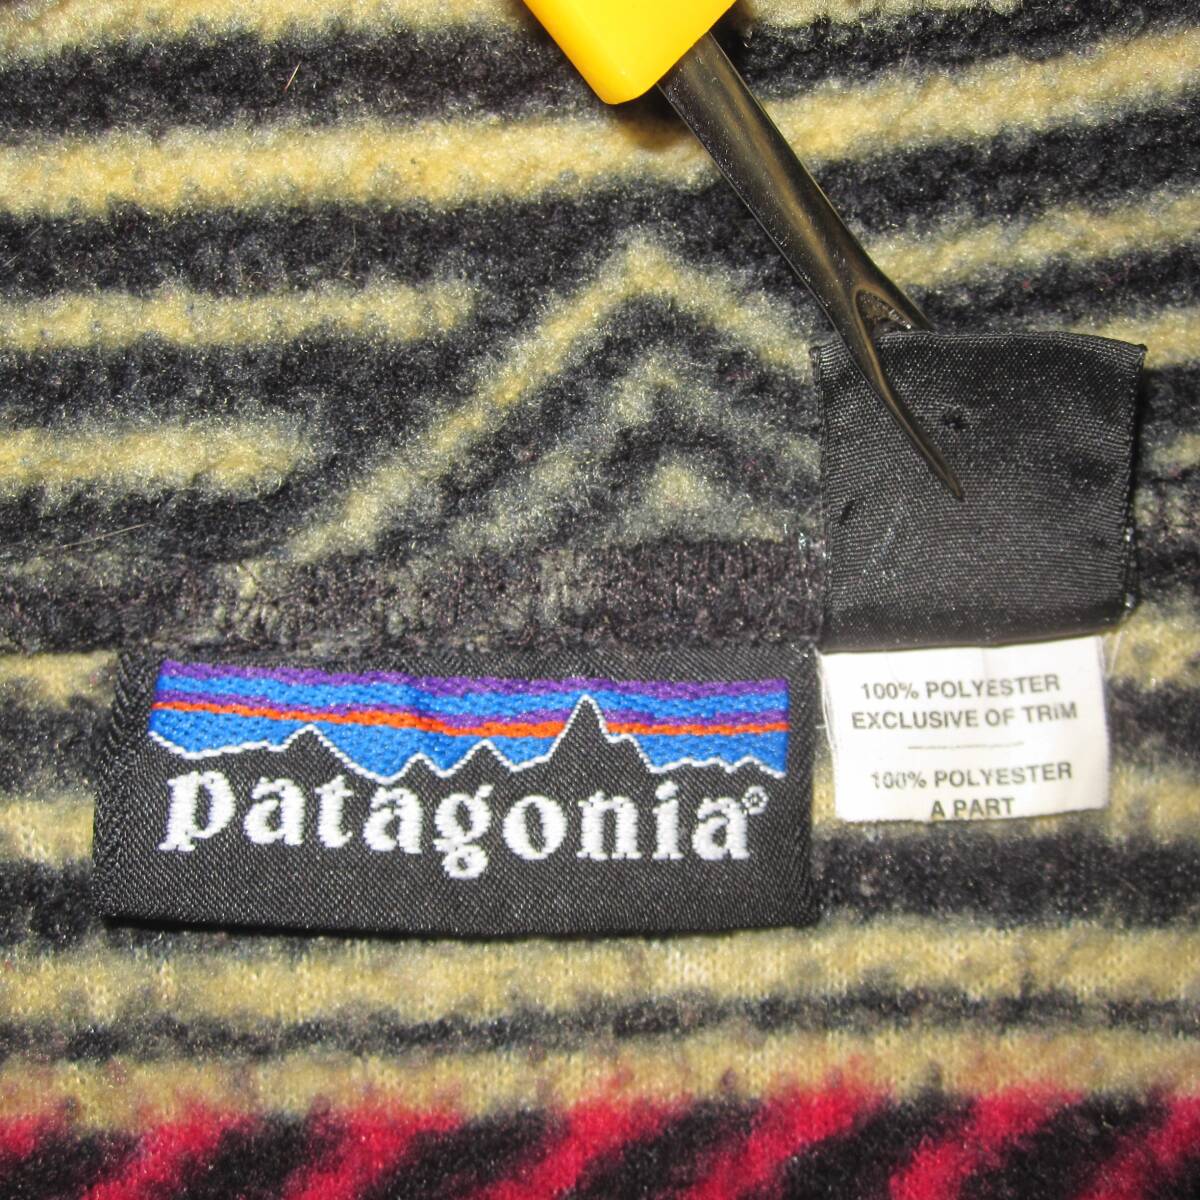 patagonia®
100% POLYESTER
EXCLUSIVE OF TRIM
100% POLYESTER
A PART